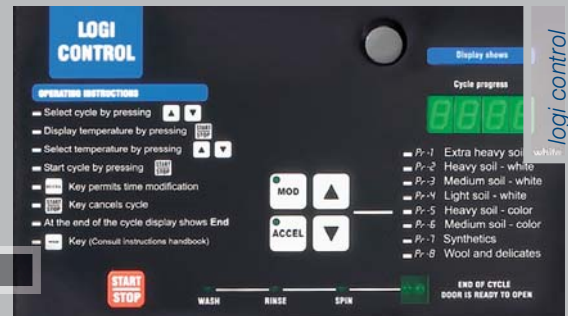 LOGI
CONTROL
OPERATING INSTRUCTIONS
Select cycle by pressing
Display temperature by pressing START STOP
Select temperature by pressing
Start cycle by pressing START STOP
Key permits time modification
START STOP Key cancels cycle
At the end of the cycle display shows End
Key (Consult instructions handbook)
START
STOP
MOD
ACCEL
WASH
RINSE
SPIN
Display shows
Cycle progress
8888
Pr-1 Extra heavy soil - white
Pr-2 Heavy soil - white
Pr-3 Medium soil - white
Pr-4 Light soil - white
Pr-5 Heavy soil - color
Pr-6 Medium soil - color
Pr-7 Synthetics
Pr-8 Wool and delicates
END OF CYCLE
DOOR IS READY TO OPEN
logi control